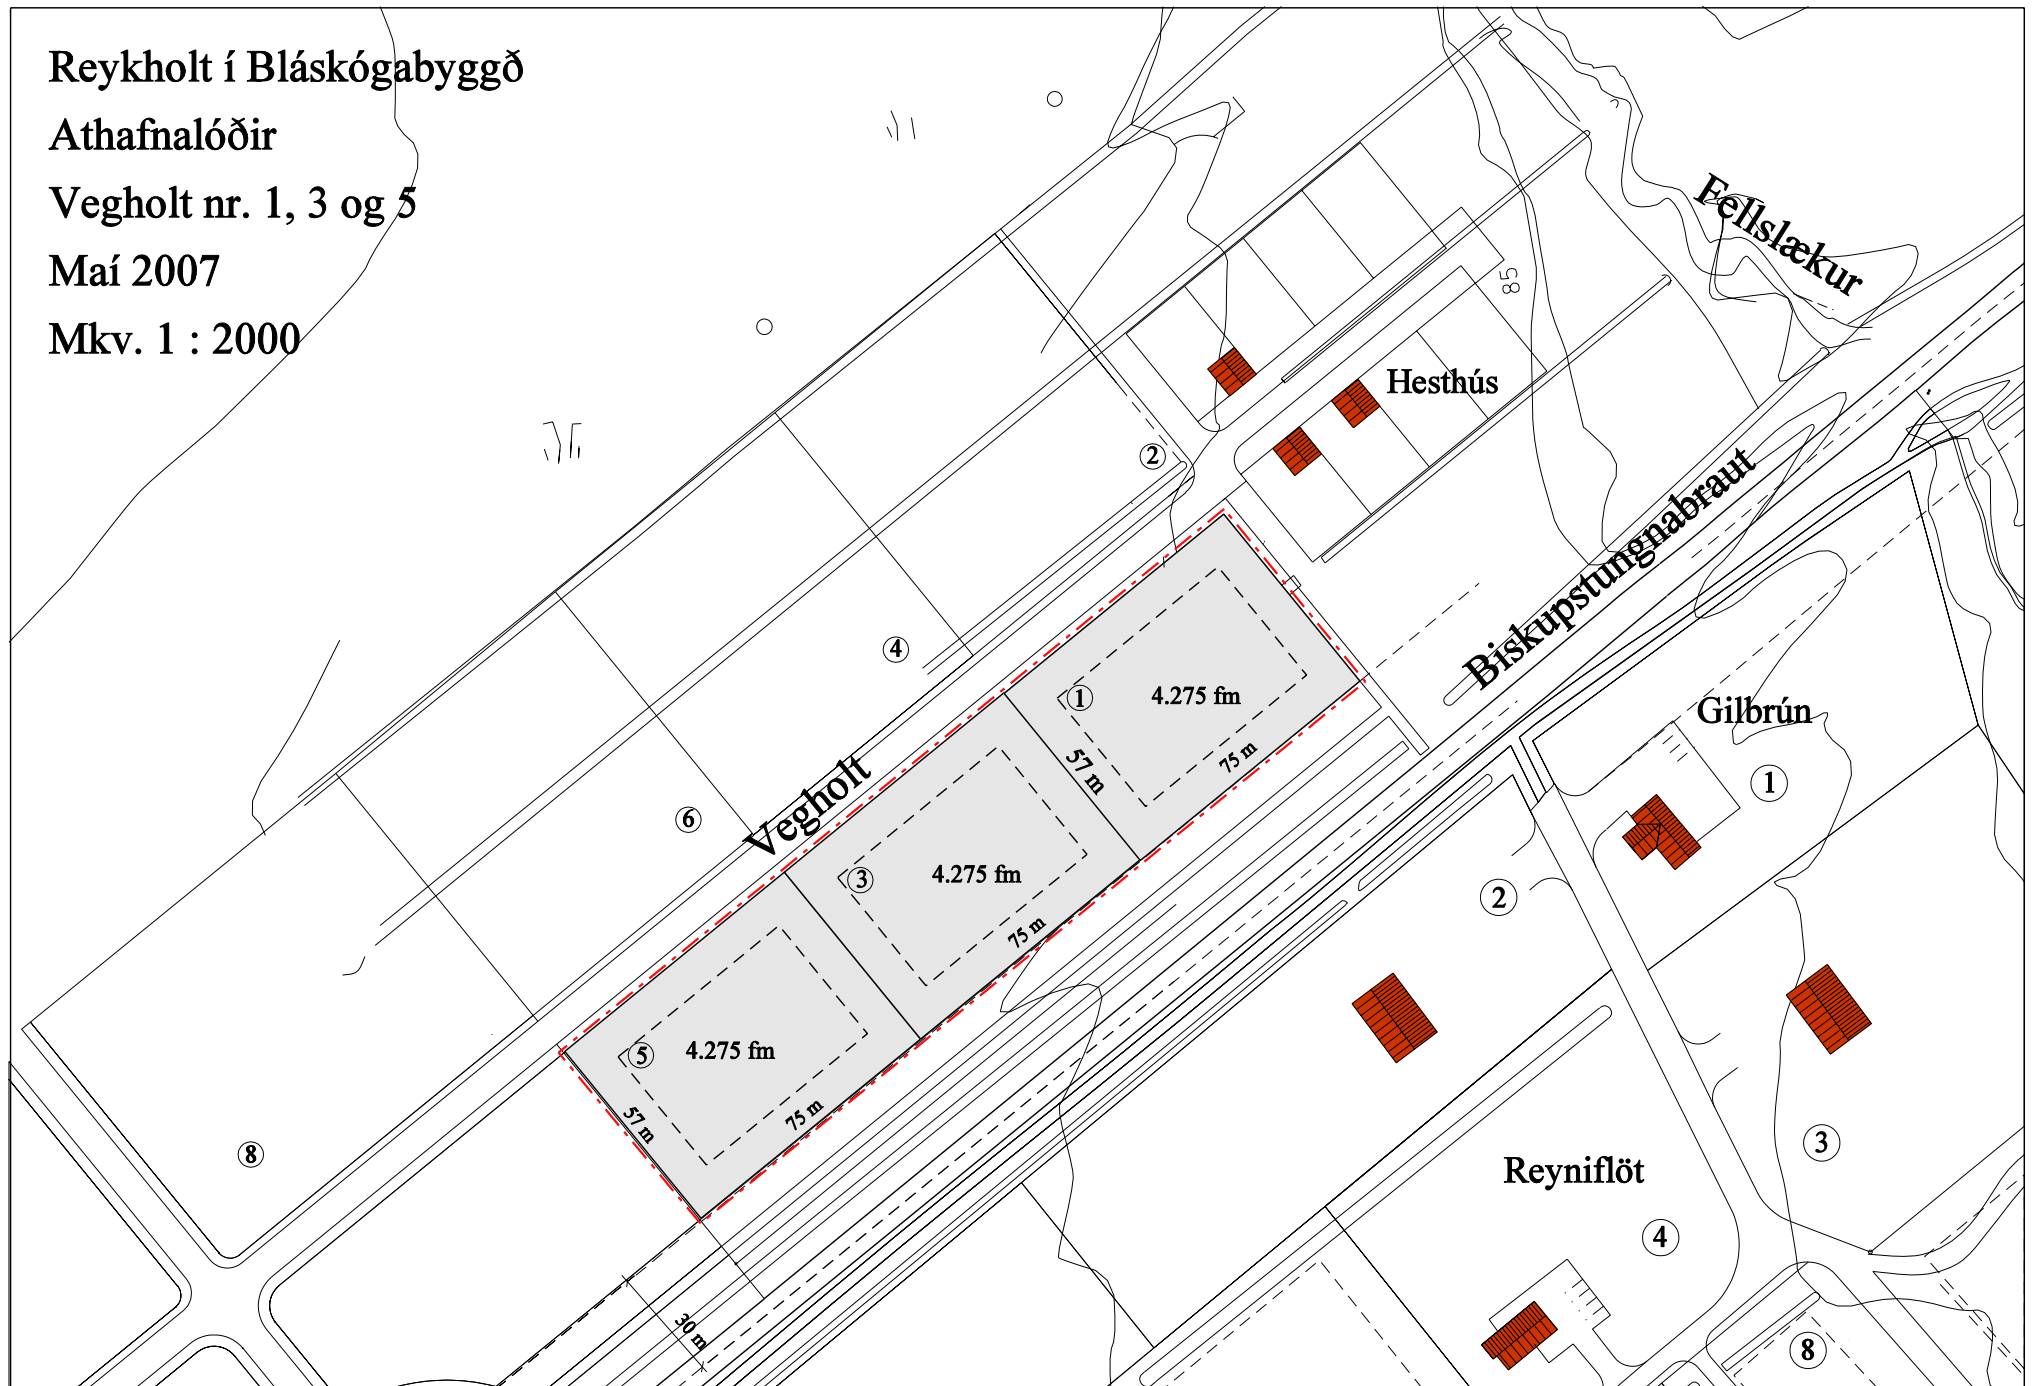 Reykholt í Bláskógabyggð
Athafnalóðir
Vegholt nr. 1, 3 og 5
Maí 2007
Mkv. 1 : 2000
Fellslækur
85
Hesthús
2
Biskupstungnabraut
4
1
4.275 fm
Gilbrún
57 m
75 m
1
6
Vegholt
3
4.275 fm
2
75 m
5
4.275 fm
57 m
75 m
8
3
Reyniflöt
4
30 m
8